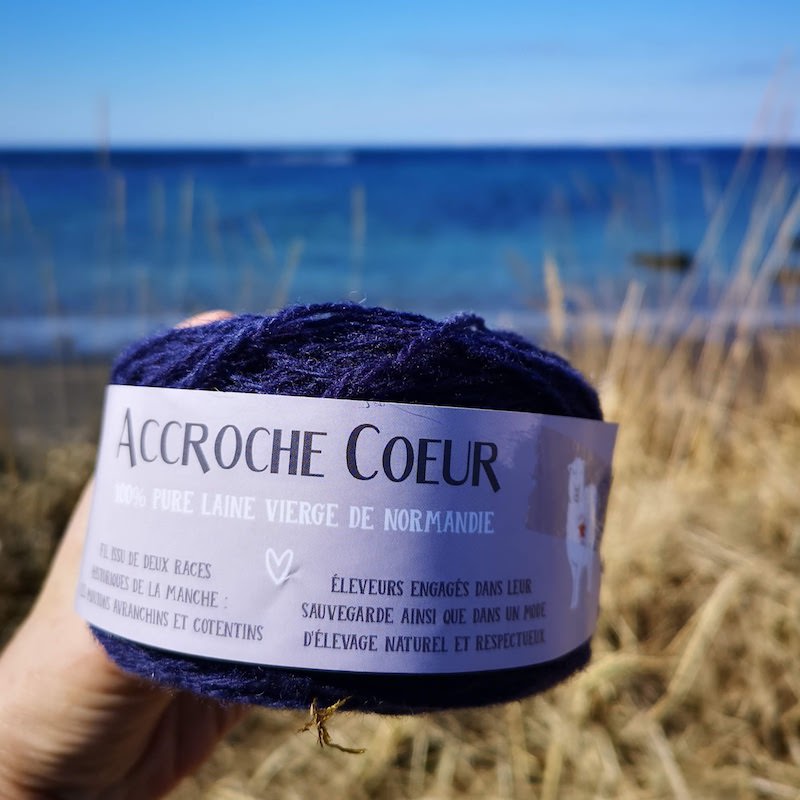 Accroche Coeur
100% PURE LAINE VIERGE DE NORMANDIE
FIL ISSU DE DEUX RACES
HISTORIQUES DE LA MANCHE :
LES MOUTONS AVRANCHINS ET COTENTINS
ÉLEVEURS ENGAGÉS DANS LEUR
SAUVEGARDE AINSI QUE DANS UN MODE
D'ÉLEVAGE NATUREL ET RESPECTUEUX